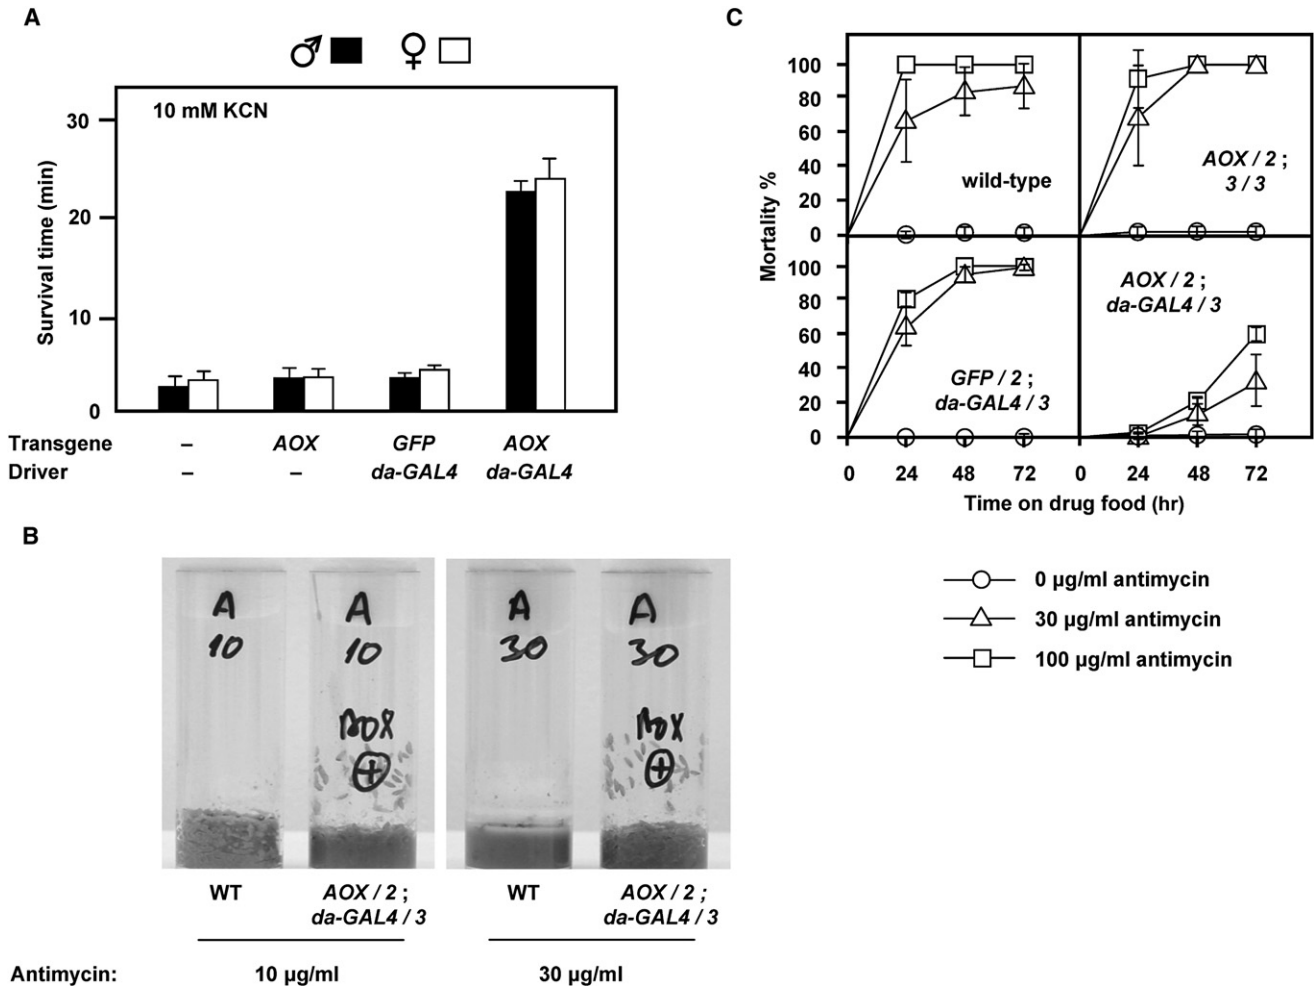 A
♂ ♀
10 mM KCN
Survival time (min)
30
20
10
0
Transgene – AOX GFP AOX
Driver – – da-GAL4 da-GAL4
B
A
10
A
10
AOX
+
A
30
A
30
AOX
+
WT
AOX / 2 ;
da-GAL4 / 3
WT
AOX / 2 ;
da-GAL4 / 3
Antimycin: 10 µg/ml 30 µg/ml
C
Mortality %
100
80
60
40
20
0
100
80
60
40
20
0
wild-type
AOX / 2 ;
3 / 3
GFP / 2 ;
da-GAL4 / 3
AOX / 2 ;
da-GAL4 / 3
0 24 48 72 0 24 48 72
Time on drug food (hr)
0 µg/ml antimycin
30 µg/ml antimycin
100 µg/ml antimycin